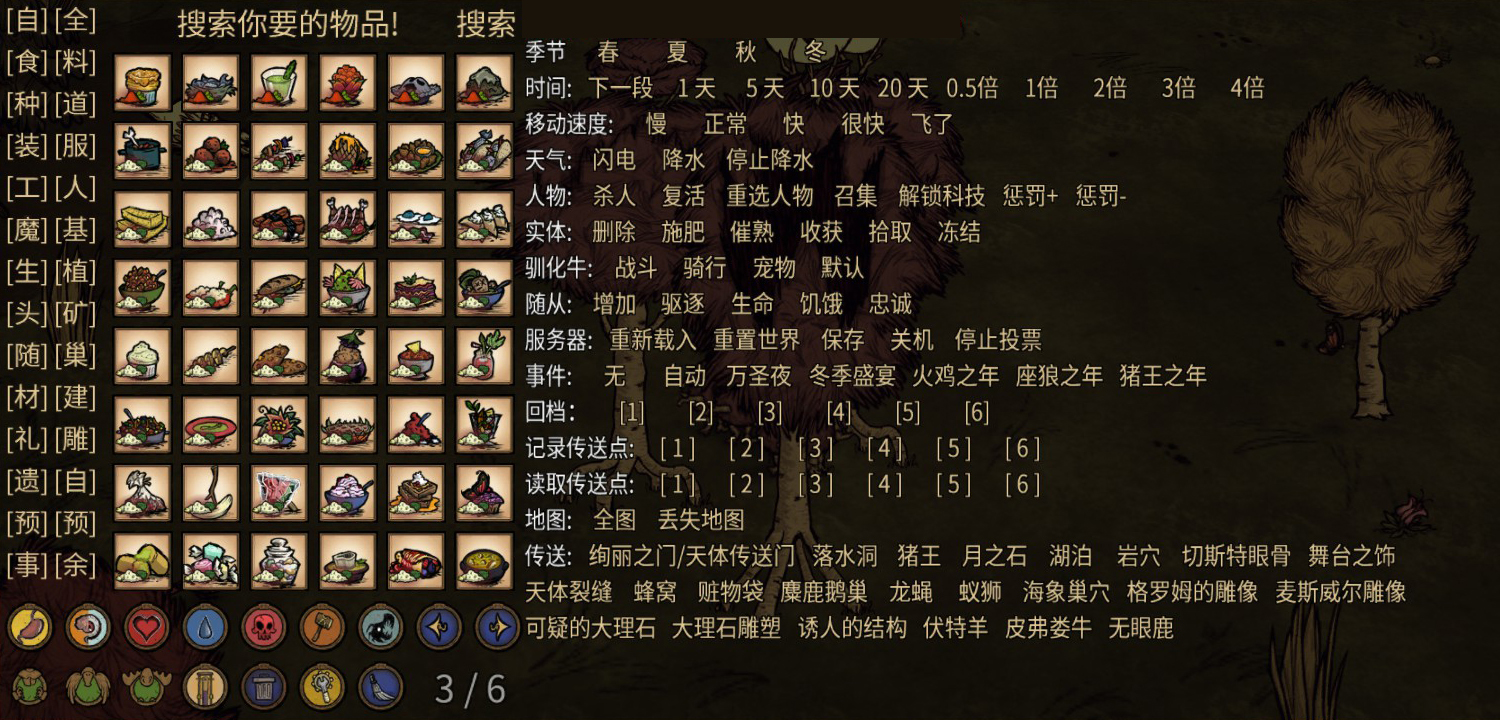 [自] [全]
[食] [料]
[种] [道]
[装] [服]
[工] [人]
[魔] [基]
[生] [植]
[头] [矿]
[随] [巢]
[材] [建]
[礼] [雕]
[遗] [自]
[预] [预]
[事] [余]
搜索你要的物品! 搜索
3/6
季节 春 夏 秋 冬
时间: 下一段 1天 5天 10天 20天 0.5倍 1倍 2倍 3倍 4倍
移动速度: 慢 正常 快 很快 飞了
天气: 闪电 降水 停止降水
人物: 杀人 复活 重选人物 召集 解锁科技 惩罚+ 惩罚-
实体: 删除 施肥 催熟 收获 拾取 冻结
驯化牛: 战斗 骑行 宠物 默认
随从: 增加 驱逐 生命 饥饿 忠诚
服务器: 重新载入 重置世界 保存 关机 停止投票
事件: 无 自动 万圣夜 冬季盛宴 火鸡之年 座狼之年 猪王之年
回档: [1] [2] [3] [4] [5] [6]
记录传送点: [1] [2] [3] [4] [5] [6]
读取传送点: [1] [2] [3] [4] [5] [6]
地图: 全图 丢失地图
传送: 绚丽之门/天体传送门 落水洞 猪王 月之石 湖泊 岩穴 切斯特眼骨 舞台之饰
天体裂缝 蜂窝 赃物袋 麋鹿鹅巢 龙蝇 蚁狮 海象巢穴 格罗姆的雕像 麦斯威尔雕像
可疑的大理石 大理石雕塑 诱人的结构 伏特羊 皮弗娄牛 无眼鹿